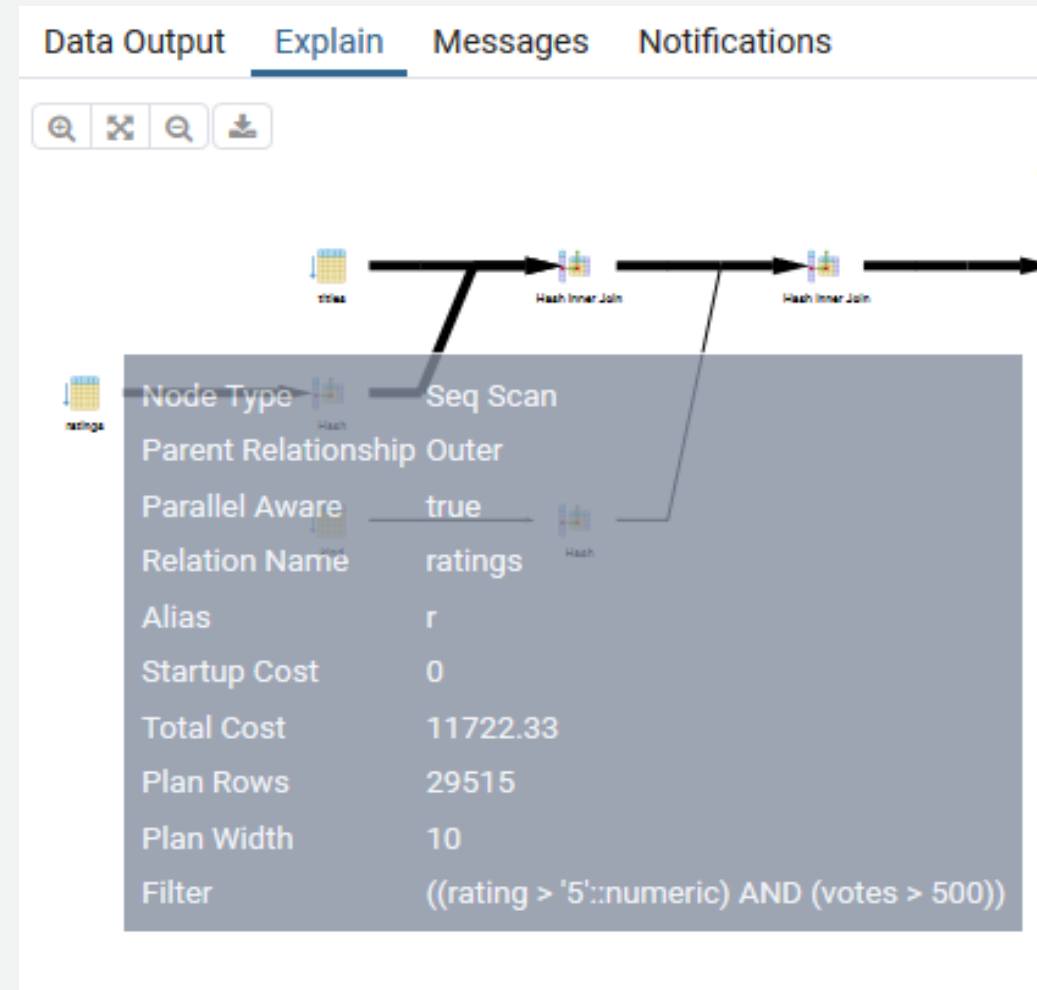 Data Output Explain Messages Notifications
titles
Hash Inner Join
Hash Inner Join
ratings
Hash
Hash
Node Type Seq Scan
Parent Relationship Outer
Parallel Aware true
Relation Name ratings
Alias r
Startup Cost 0
Total Cost 11722.33
Plan Rows 29515
Plan Width 10
Filter ((rating > '5'::numeric) AND (votes > 500))